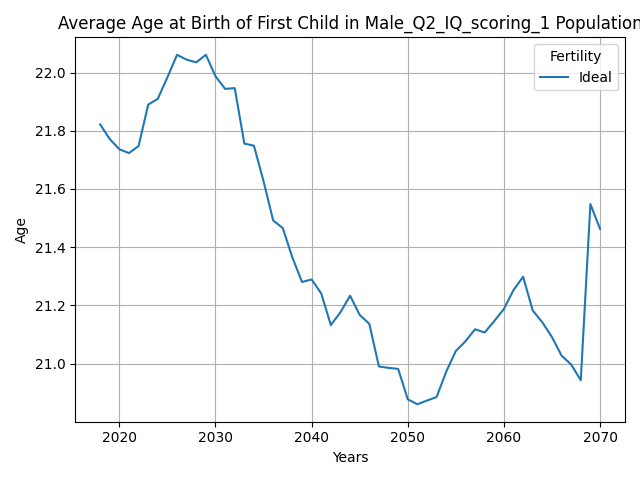 Average Age at Birth of First Child in Male_Q2_IQ_scoring_1 Population
Fertility
Ideal
22.0
21.8
21.6
21.4
21.2
21.0
Age
2020 2030 2040 2050 2060 2070
Years